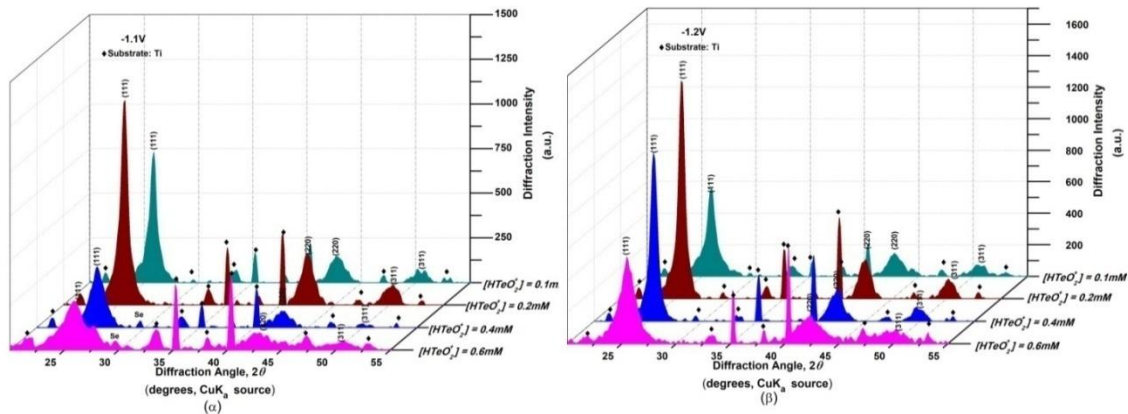 -1.1V
♦Substrate: Ti
1500
1250
1000
750
500
250
Diffraction Intensity
(a.u.)
(111)
(111)
(111)
(111)
(220)
(220)
(220)
(311)
(311)
(311)
(311)
Se
Se
[HTeO₂⁺] = 0.1m
[HTeO₂⁺] = 0.2mM
[HTeO₂⁺] = 0.4mM
[HTeO₂⁺] = 0.6mM
25
30
35
40
45
50
55
Diffraction Angle, 2θ
(degrees, CuKₐ source)
(α)
-1.2V
♦Substrate: Ti
1600
1400
1200
1000
800
600
400
200
Diffraction Intensity
(a.u.)
(111)
(111)
(111)
(111)
(220)
(220)
(220)
(220)
(311)
(311)
(311)
(311)
[HTeO₂⁺] = 0.1mM
[HTeO₂⁺] = 0.2mM
[HTeO₂⁺] = 0.4mM
[HTeO₂⁺] = 0.6mM
25
30
35
40
45
50
55
Diffraction Angle, 2θ
(degrees, CuKₐ source)
(β)